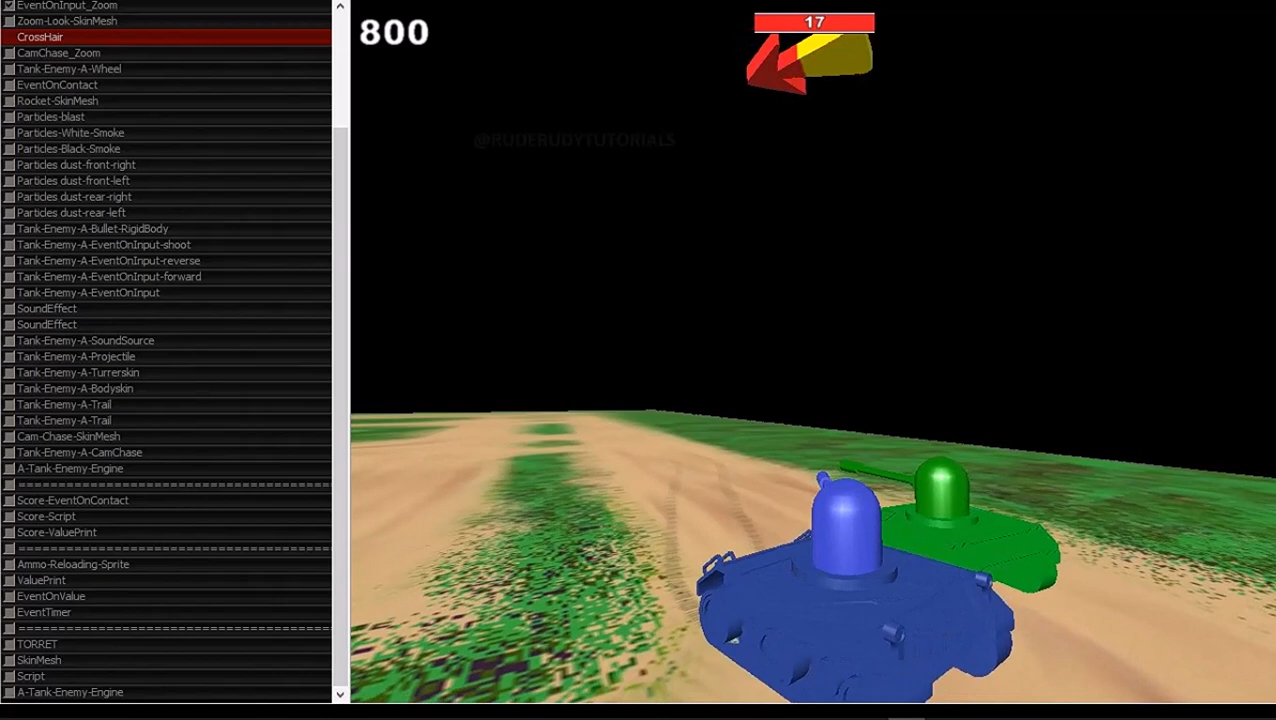 EventOnInput_Zoom
Zoom-Look-SkinMesh
CrossHair
CamChase_Zoom
Tank-Enemy-A-Wheel
EventOnContact
Rocket-SkinMesh
Particles-blast
Particles-White-Smoke
Particles-Black-Smoke
Particles dust-front-right
Particles dust-front-left
Particles dust-rear-right
Particles dust-rear-left
Tank-Enemy-A-Bullet-RigidBody
Tank-Enemy-A-EventOnInput-shoot
Tank-Enemy-A-EventOnInput-reverse
Tank-Enemy-A-EventOnInput-forward
Tank-Enemy-A-EventOnInput
SoundEffect
SoundEffect
Tank-Enemy-A-SoundSource
Tank-Enemy-A-Projectile
Tank-Enemy-A-Turrerskin
Tank-Enemy-A-Bodyskin
Tank-Enemy-A-Trail
Tank-Enemy-A-Trail
Cam-Chase-SkinMesh
Tank-Enemy-A-CamChase
A-Tank-Enemy-Engine
Score-EventOnContact
Score-Script
Score-ValuePrint
Ammo-Reloading-Sprite
ValuePrint
EventOnValue
EventTimer
TORRET
SkinMesh
Script
A-Tank-Enemy-Engine
800
17
@RUDERUDYTUTORIALS